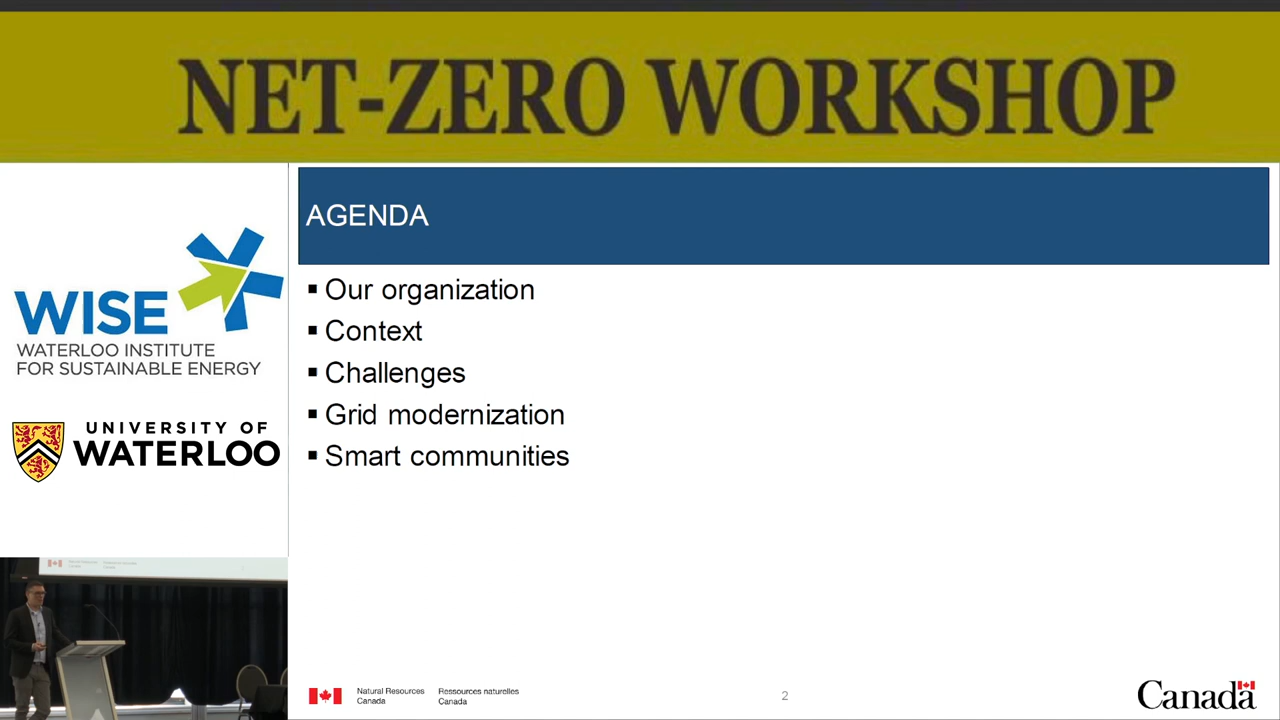 NET-ZERO WORKSHOP
WISE
WATERLOO INSTITUTE
FOR SUSTAINABLE ENERGY
UNIVERSITY OF
WATERLOO
AGENDA
▪ Our organization
▪ Context
▪ Challenges
▪ Grid modernization
▪ Smart communities
Natural Resources
Canada
Ressources naturelles
Canada
2
Canada